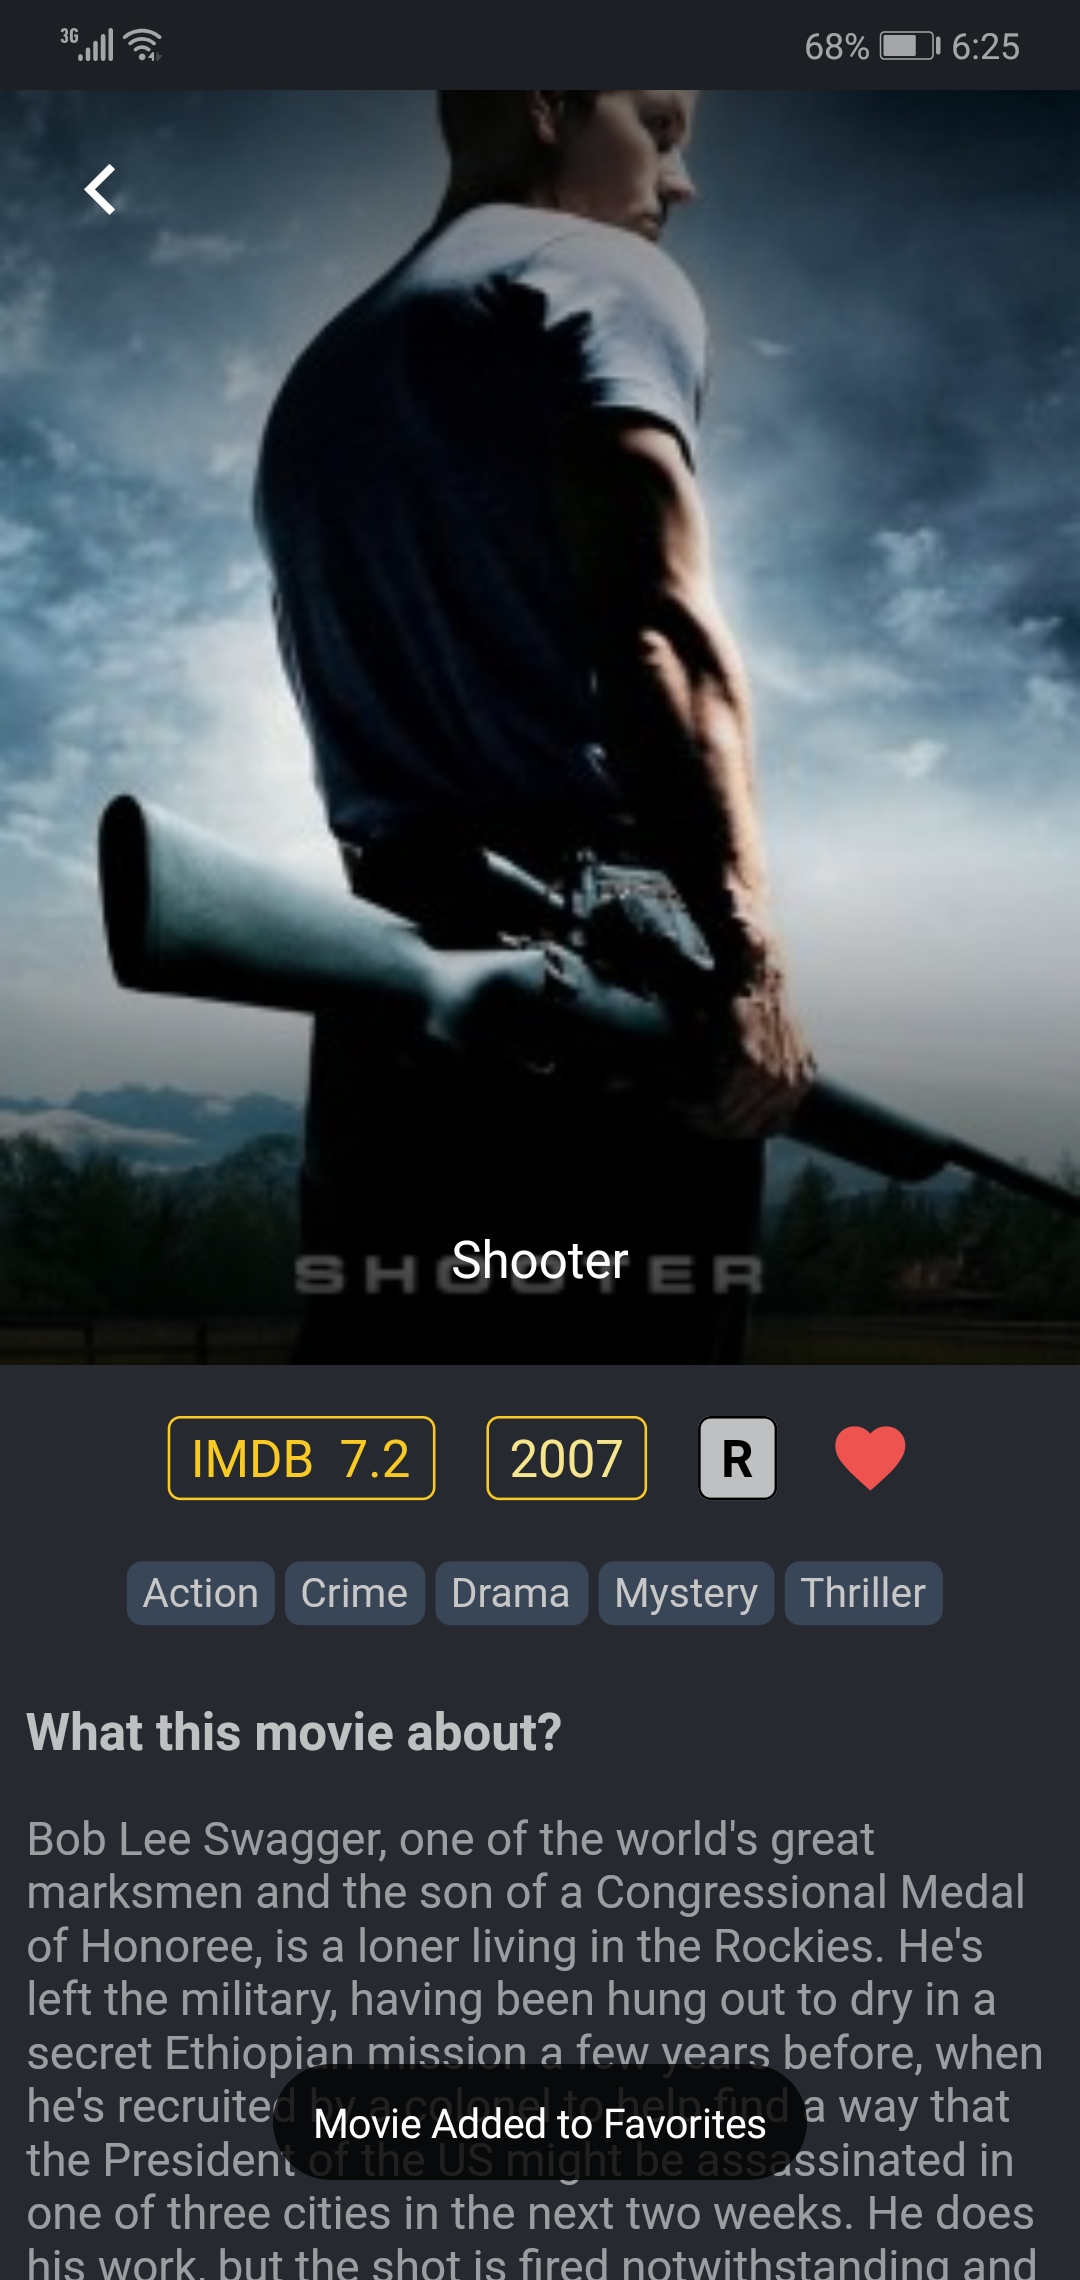 3G 68% 6:25
Shooter
SHOOTER
IMDB 7.2 2007 R
Action Crime Drama Mystery Thriller
What this movie about?
Bob Lee Swagger, one of the world's great
marksmen and the son of a Congressional Medal
of Honoree, is a loner living in the Rockies. He's
left the military, having been hung out to dry in a
secret Ethiopian mission a few years before, when
he's recruited by a colonel to help find a way that
Movie Added to Favorites
the President of the US might be assassinated in
one of three cities in the next two weeks. He does
his work, but the shot is fired notwithstanding and